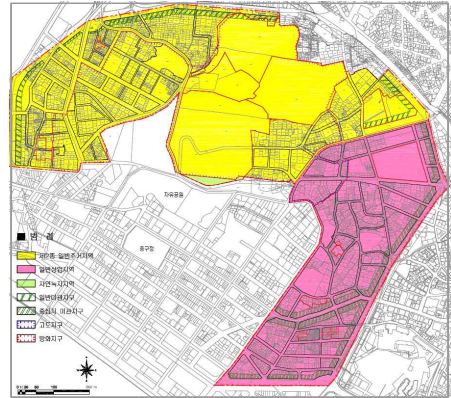 자유공원
중구청
범 례
제2종 일반주거지역
일반상업지역
자연녹지지역
일반미관지구
중심지 미관지구
고도지구
방화지구